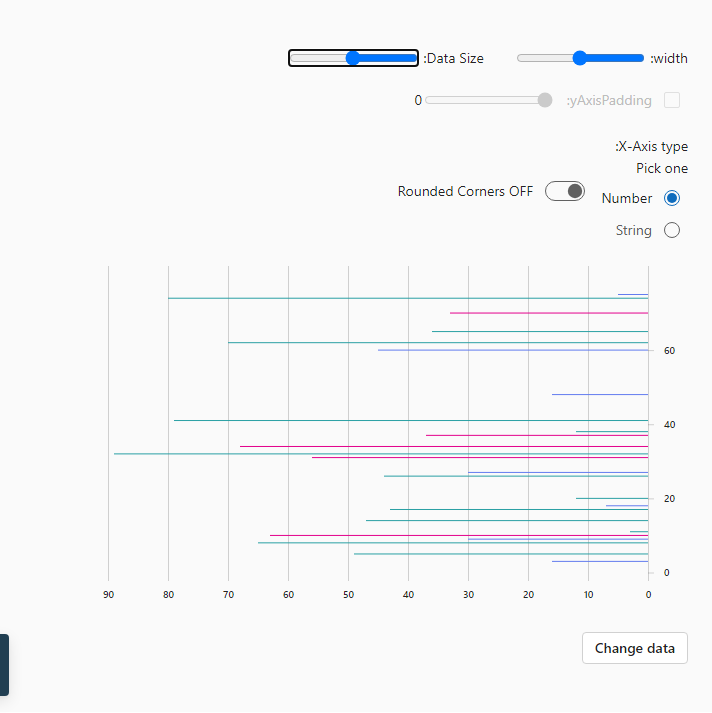 :width
:Data Size
:yAxisPadding
0
:X-Axis type
Pick one
Number
Rounded Corners OFF
String
60
40
20
0
90 80 70 60 50 40 30 20 10 0
Change data